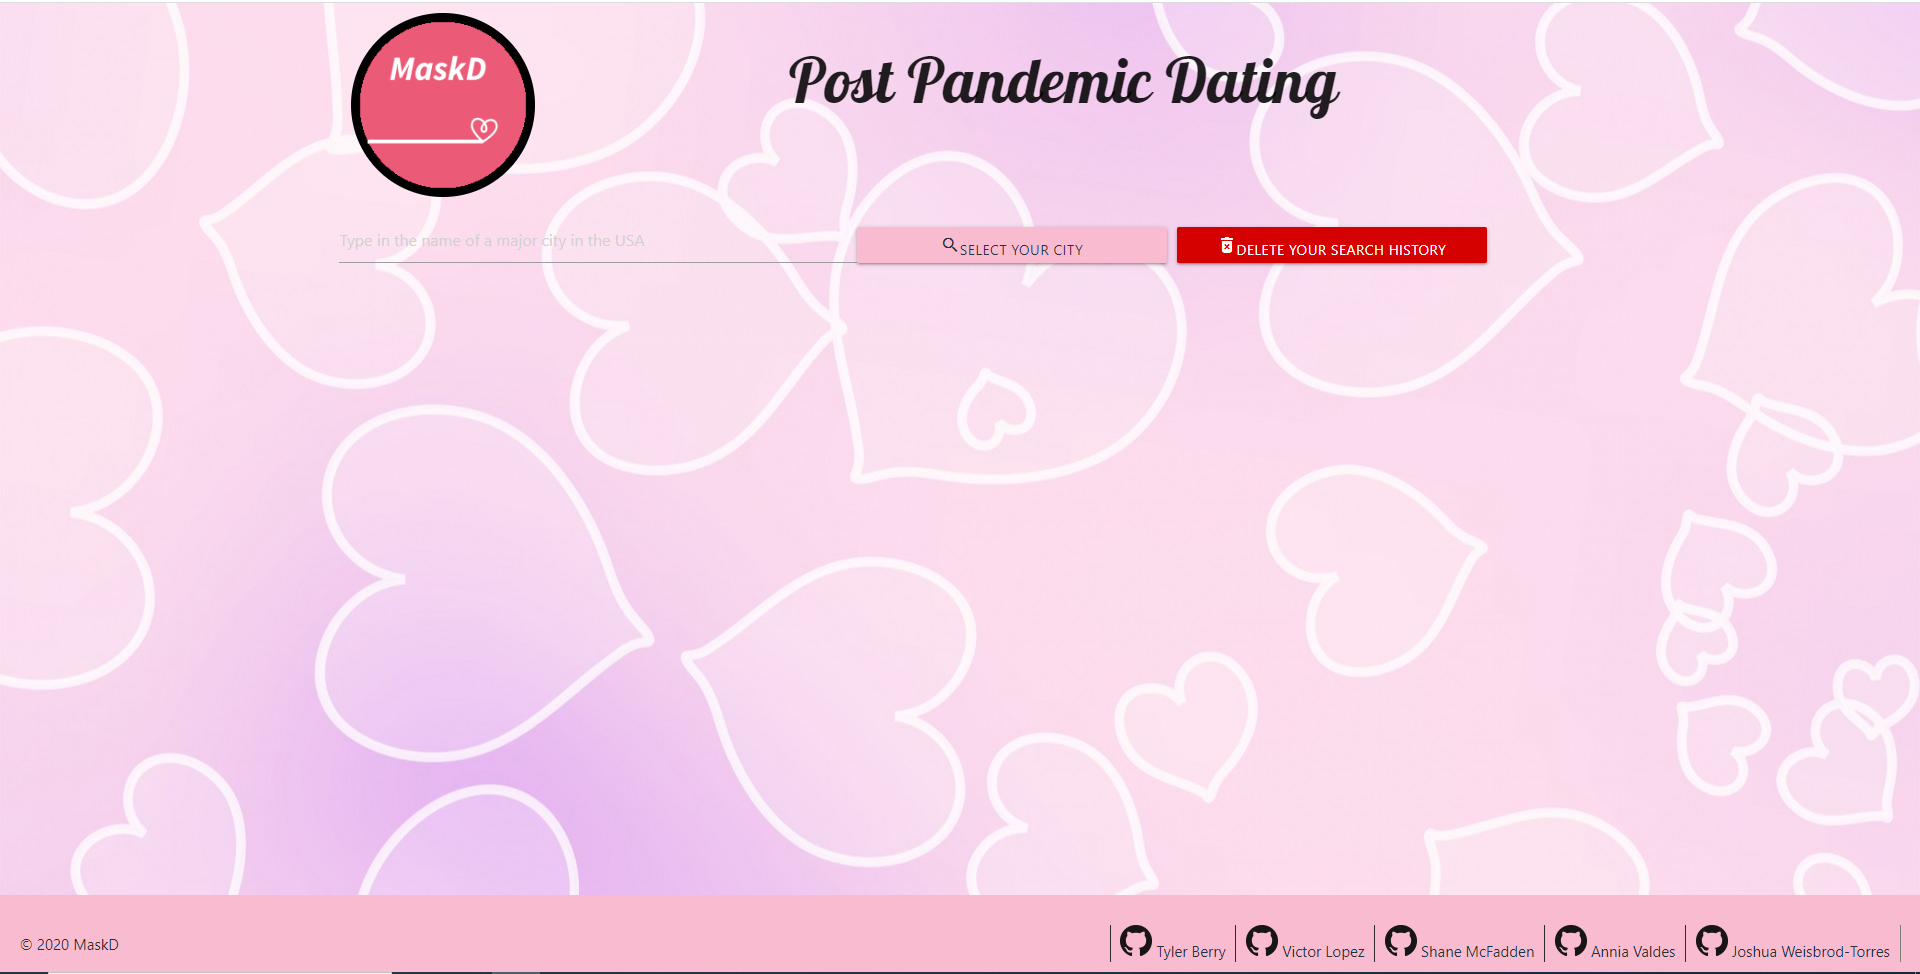 MaskD
Post Pandemic Dating
Type in the name of a major city in the USA
SELECT YOUR CITY
DELETE YOUR SEARCH HISTORY
© 2020 MaskD
Tyler Berry
Victor Lopez
Shane McFadden
Annia Valdes
Joshua Weisbrod-Torres